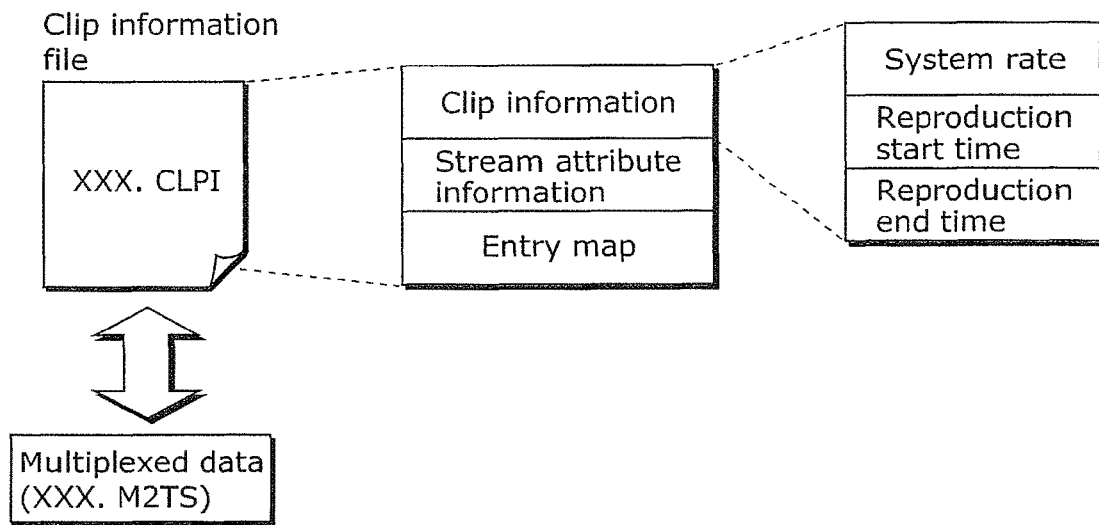 Clip information
file
XXX. CLPI
Multiplexed data
(XXX. M2TS)
Clip information
Stream attribute
information
Entry map
System rate
Reproduction
start time
Reproduction
end time